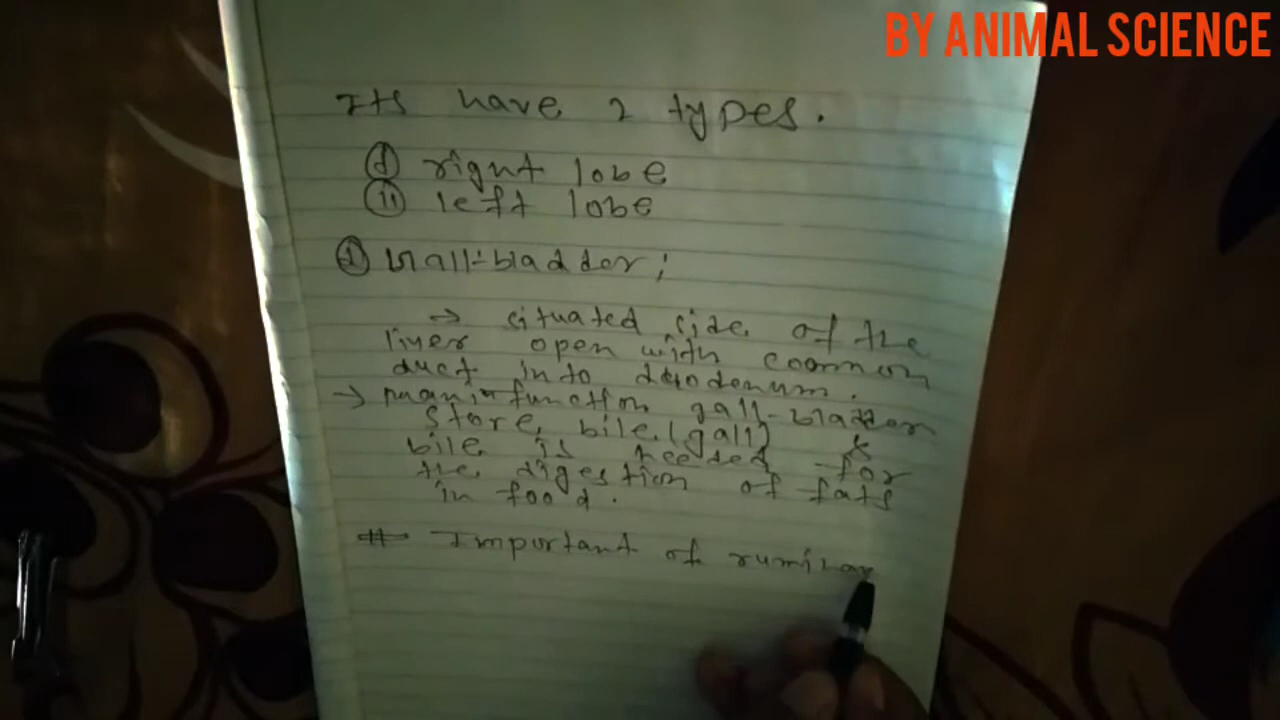 BY ANIMAL SCIENCE
Its have 2 types.
(i) right lobe
(ii) left lobe
Gall-bladder;
→ situated side of the
liver open with common
duct into duodenum.
→ main function gall-bladder
store bile (gall) &
bile is needed for
the digestion of fats
in food.
# Important of rumina